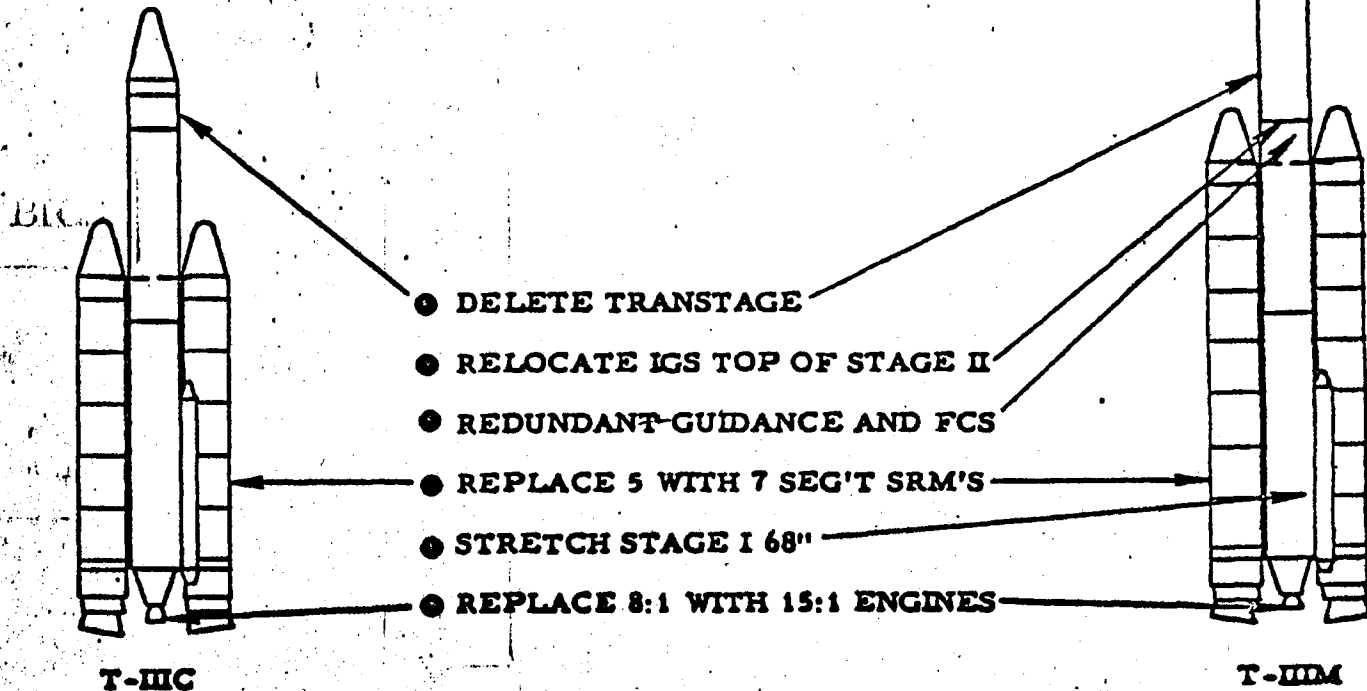 DELETE TRANSTAGE
RELOCATE IGS TOP OF STAGE II
REDUNDANT GUIDANCE AND FCS
REPLACE 5 WITH 7 SEG'T SRM'S
STRETCH STAGE I 68"
REPLACE 8:1 WITH 15:1 ENGINES
T-IIIC
T-IIIM